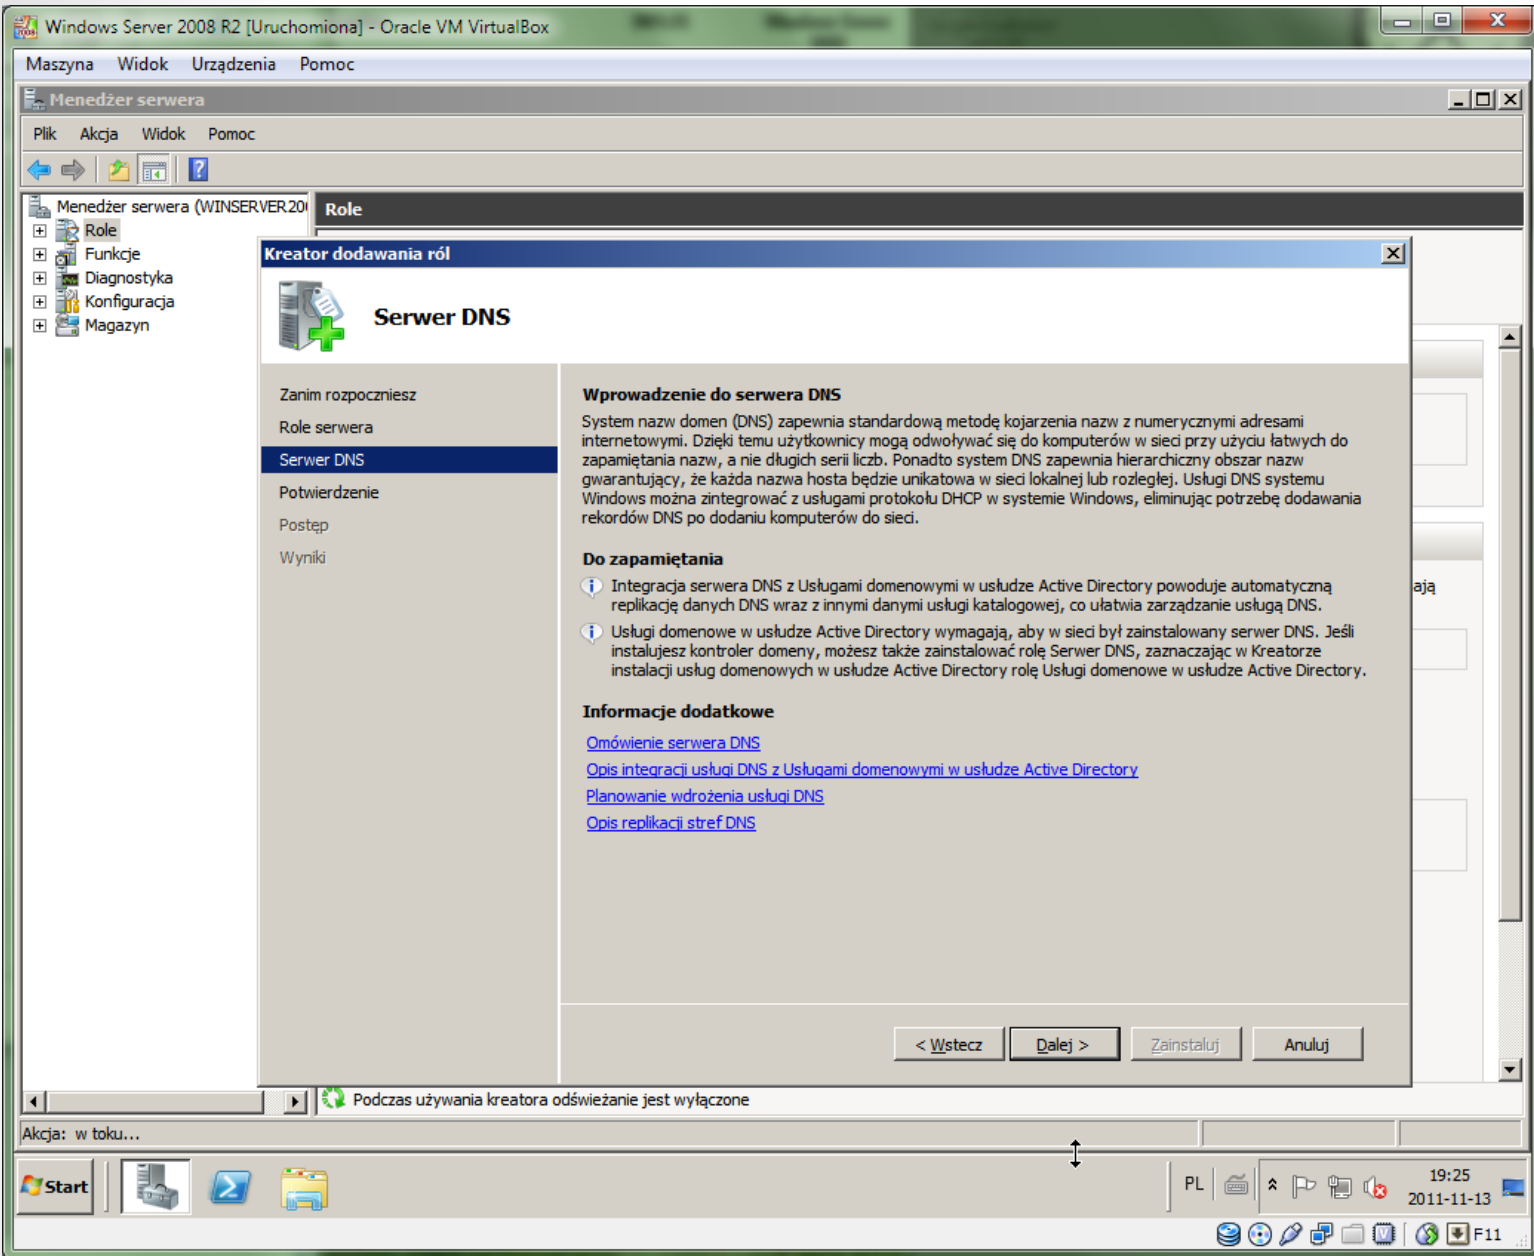 Windows Server 2008 R2 [Uruchomiona] - Oracle VM VirtualBox
Maszyna Widok Urządzenia Pomoc
Menedżer serwera
Plik Akcja Widok Pomoc
Menedżer serwera (WINSERVER200
Role
Funkcje
Diagnostyka
Konfiguracja
Magazyn
Role
Kreator dodawania ról
Serwer DNS
Zanim rozpoczniesz
Role serwera
Serwer DNS
Potwierdzenie
Postęp
Wyniki
Wprowadzenie do serwera DNS
System nazw domen (DNS) zapewnia standardową metodę kojarzenia nazw z numerycznymi adresami
internetowymi. Dzięki temu użytkownicy mogą odwoływać się do komputerów w sieci przy użyciu łatwych do
zapamiętania nazw, a nie długich serii liczb. Ponadto system DNS zapewnia hierarchiczny obszar nazw
gwarantujący, że każda nazwa hosta będzie unikatowa w sieci lokalnej lub rozległej. Usługi DNS systemu
Windows można zintegrować z usługami protokołu DHCP w systemie Windows, eliminując potrzebę dodawania
rekordów DNS po dodaniu komputerów do sieci.
Do zapamiętania
Integracja serwera DNS z Usługami domenowymi w usłudze Active Directory powoduje automatyczną
replikację danych DNS wraz z innymi danymi usługi katalogowej, co ułatwia zarządzanie usługą DNS.
Usługi domenowe w usłudze Active Directory wymagają, aby w sieci był zainstalowany serwer DNS. Jeśli
instalujesz kontroler domeny, możesz także zainstalować rolę Serwer DNS, zaznaczając w Kreatorze
instalacji usług domenowych w usłudze Active Directory rolę Usługi domenowe w usłudze Active Directory.
Informacje dodatkowe
Omówienie serwera DNS
Opis integracji usługi DNS z Usługami domenowymi w usłudze Active Directory
Planowanie wdrożenia usługi DNS
Opis replikacji stref DNS
ają
< Wstecz
Dalej >
Zainstaluj
Anuluj
Podczas używania kreatora odświeżanie jest wyłączone
Akcja: w toku...
Start
PL
19:25
2011-11-13
F11